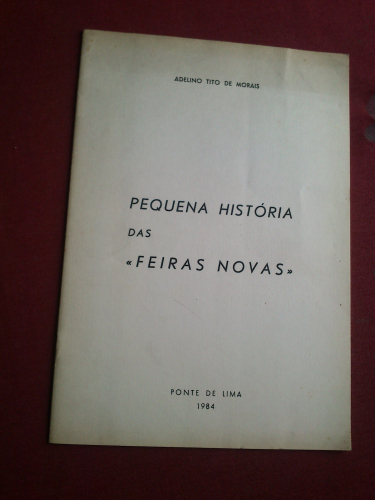 ADELINO TITO DE MORAIS
PEQUENA HISTÓRIA
DAS
«FEIRAS NOVAS»
PONTE DE LIMA
1984